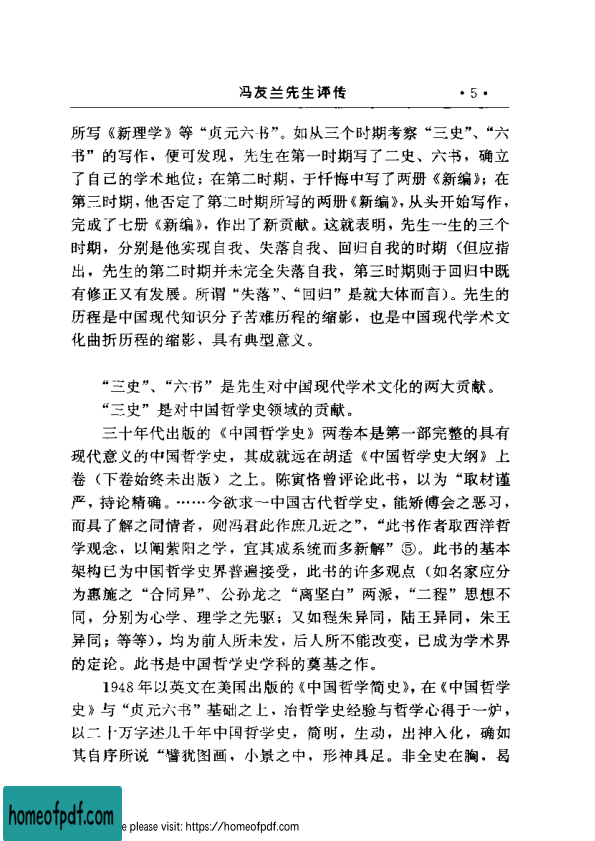 冯友兰先生评传 ·5·
所写《新理学》等“贞元六书”。如从三个时期考察“三史”、“六
书”的写作，便可发现，先生在第一时期写了二史、六书，确立
了自己的学术地位；在第二时期，于忏悔中写了两册《新编》；在
第三时期，他否定了第二时期所写的两册《新编》，从头开始写作，
完成了七册《新编》，作出了新贡献。这就表明，先生一生的三个
时期，分别是他实现自我、失落自我、回归自我的时期（但应指
出，先生的第二时期并未完全失落自我，第三时期则于回归中既
有修正又有发展。所谓“失落”、“回归”是就大体而言）。先生的
历程是中国现代知识分子苦难历程的缩影，也是中国现代学术文
化曲折历程的缩影，具有典型意义。
“三史”、“六书”是先生对中国现代学术文化的两大贡献。
“三史”是对中国哲学史领域的贡献。
三十年代出版的《中国哲学史》两卷本是第一部完整的具有
现代意义的中国哲学史，其成就远在胡适《中国哲学史大纲》上
卷（下卷始终未出版）之上。陈寅恪曾评论此书，以为“取材谨
严，持论精确。……今欲求一中国古代哲学史，能矫傅会之恶习，
而具了解之同情者，则冯君此作庶几近之”，“此书作者取西洋哲
学观念，以阐紫阳之学，宜其成系统而多新解”⑤。此书的基本
架构已为中国哲学史界普遍接受，此书的许多观点（如名家应分
为惠施之“合同异”、公孙龙之“离坚白”两派，“二程”思想不
同，分别为心学、理学之先驱；又如程朱异同，陆王异同，朱王
异同；等等），均为前人所未发，后人所不能改变，已成为学术界
的定论。此书是中国哲学史学科的奠基之作。
1948年以英文在美国出版的《中国哲学简史》，在《中国哲学
史》与“贞元六书”基础之上，冶哲学史经验与哲学心得于一炉，
以二十万字述几千年中国哲学史，简明，生动，出神入化，确如
其自序所说“譬犹图画，小景之中，形神具足。非全史在胸，曷
homeofpdf.com
e please visit: https://homeofpdf.com